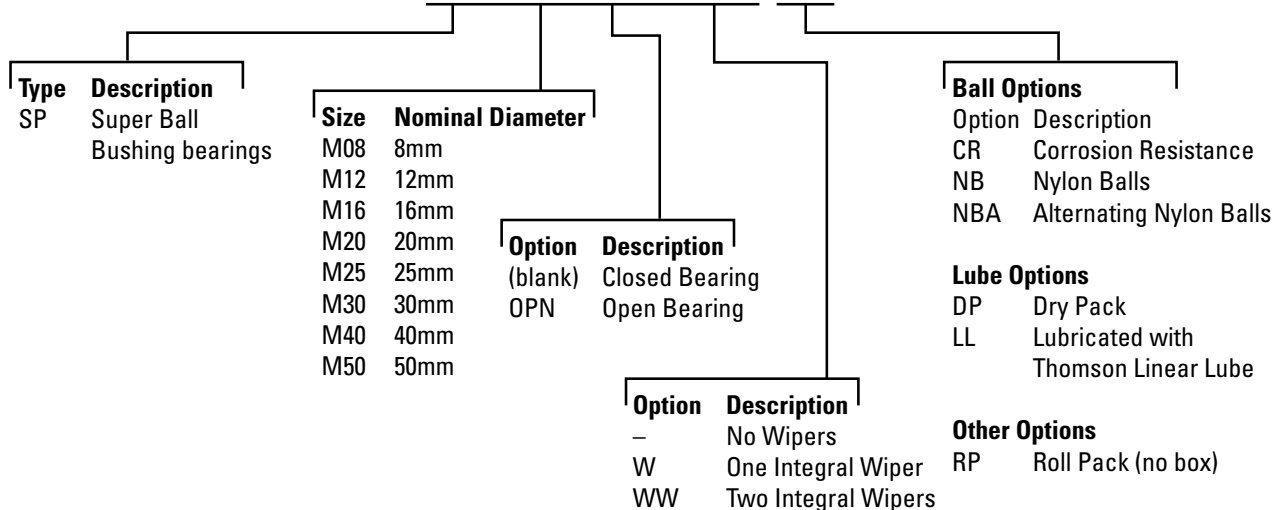 Type Description
SP Super Ball
Bushing bearings
Size Nominal Diameter
M08 8mm
M12 12mm
M16 16mm
M20 20mm
M25 25mm
M30 30mm
M40 40mm
M50 50mm
Option Description
(blank) Closed Bearing
OPN Open Bearing
Option Description
– No Wipers
W One Integral Wiper
WW Two Integral Wipers
Ball Options
Option Description
CR Corrosion Resistance
NB Nylon Balls
NBA Alternating Nylon Balls
Lube Options
DP Dry Pack
LL Lubricated with
Thomson Linear Lube
Other Options
RP Roll Pack (no box)